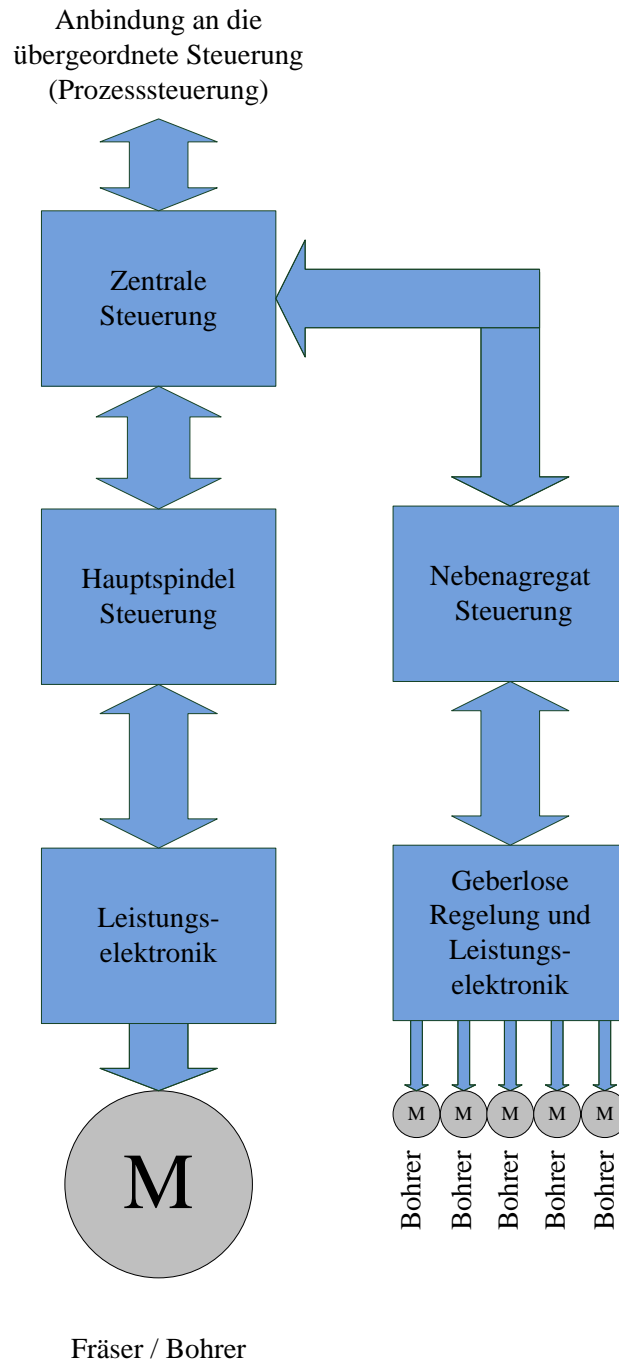 Anbindung an die
übergeordnete Steuerung
(Prozesssteuerung)
Zentrale
Steuerung
Hauptspindel
Steuerung
Nebenagregat
Steuerung
Leistungs-
elektronik
Geberlose
Regelung und
Leistungs-
elektronik
M
M
M
M
M
M
Bohrer
Bohrer
Bohrer
Bohrer
Bohrer
Fräser / Bohrer